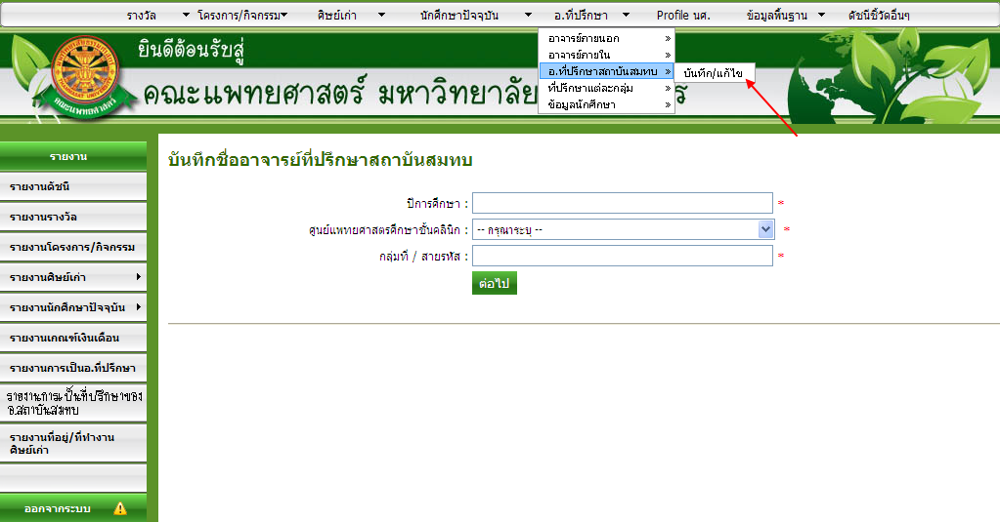 รางวัล โครงการ/กิจกรรม ศิษย์เก่า นักศึกษาปัจจุบัน อ.ที่ปรึกษา Profile นศ. ข้อมูลพื้นฐาน ดัชนีชี้วัดอื่นๆ
ยินดีต้อนรับสู่
คณะแพทยศาสตร์ มหาวิทยาลัย
อาจารย์ภายนอก »
อาจารย์ภายใน »
อ.ที่ปรึกษาสถาบันสมทบ » บันทึก/แก้ไข
ที่ปรึกษาแต่ละกลุ่ม »
ข้อมูลนักศึกษา »
รายงาน
รายงานดัชนี
รายงานรางวัล
รายงานโครงการ/กิจกรรม
รายงานศิษย์เก่า
รายงานนักศึกษาปัจจุบัน
รายงานเกณฑ์เงินเดือน
รายงานการเป็นอ.ที่ปรึกษา
รายงานการเป็นที่ปรึกษาของ
อ.สถาบันสมทบ
รายงานที่อยู่/ที่ทำงาน
ศิษย์เก่า
ออกจากระบบ
บันทึกชื่ออาจารย์ที่ปรึกษาสถาบันสมทบ
ปีการศึกษา : *
ศูนย์แพทยศาสตรศึกษาชั้นคลินิก : -- กรุณาระบุ -- *
กลุ่มที่ / สายรหัส : *
ต่อไป